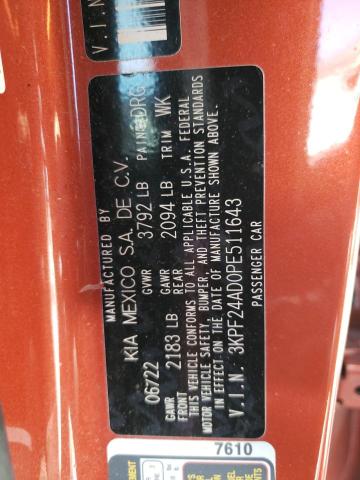 V.I.N
MANUFACTURED BY
KIA MEXICO S.A. DE C.V.
06/22 GVWR 3792 LB PAINT DRG
GAWR FRONT 2183 LB GAWR REAR 2094 LB TRIM WK
THIS VEHICLE CONFORMS TO ALL APPLICABLE U.S.A. FEDERAL
MOTOR VEHICLE SAFETY, BUMPER, AND THEFT PREVENTION STANDARDS
IN EFFECT ON THE DATE OF MANUFACTURE SHOWN ABOVE.
V.I.N. 3KPF24AD0PE511643
PASSENGER CAR
7610